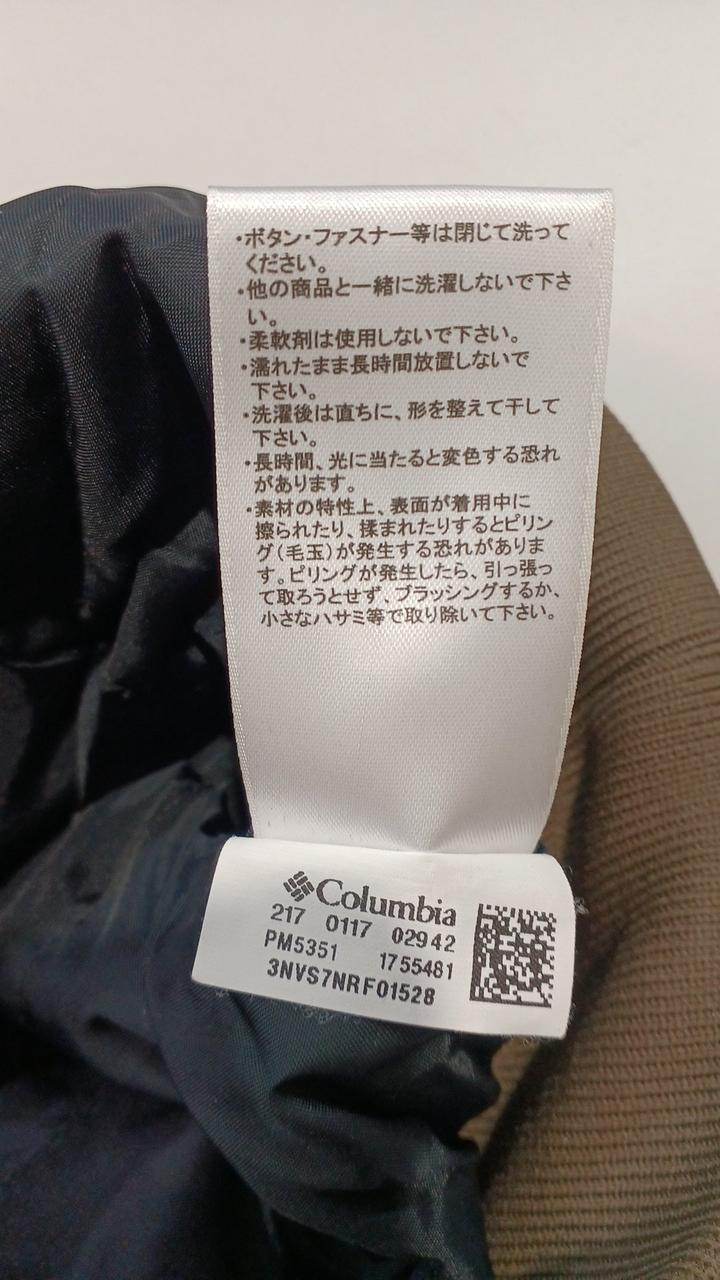 ・ボタン・ファスナー等は閉じて洗って
ください。
・他の商品と一緒に洗濯しないで下さ
い。
・柔軟剤は使用しないで下さい。
・濡れたまま長時間放置しないで
下さい。
・洗濯後は直ちに、形を整えて干して
下さい。
・長時間、光に当たると変色する恐れ
があります。
・素材の特性上、表面が着用中に
擦られたり、揉まれたりするとピリン
グ(毛玉)が発生する恐れがありま
す。ピリングが発生したら、引っ張っ
て取ろうとせず、ブラッシングするか、
小さなハサミ等で取り除いて下さい。
Columbia
217 0117 02942
PM5351 1755481
3NVS7NRF01528